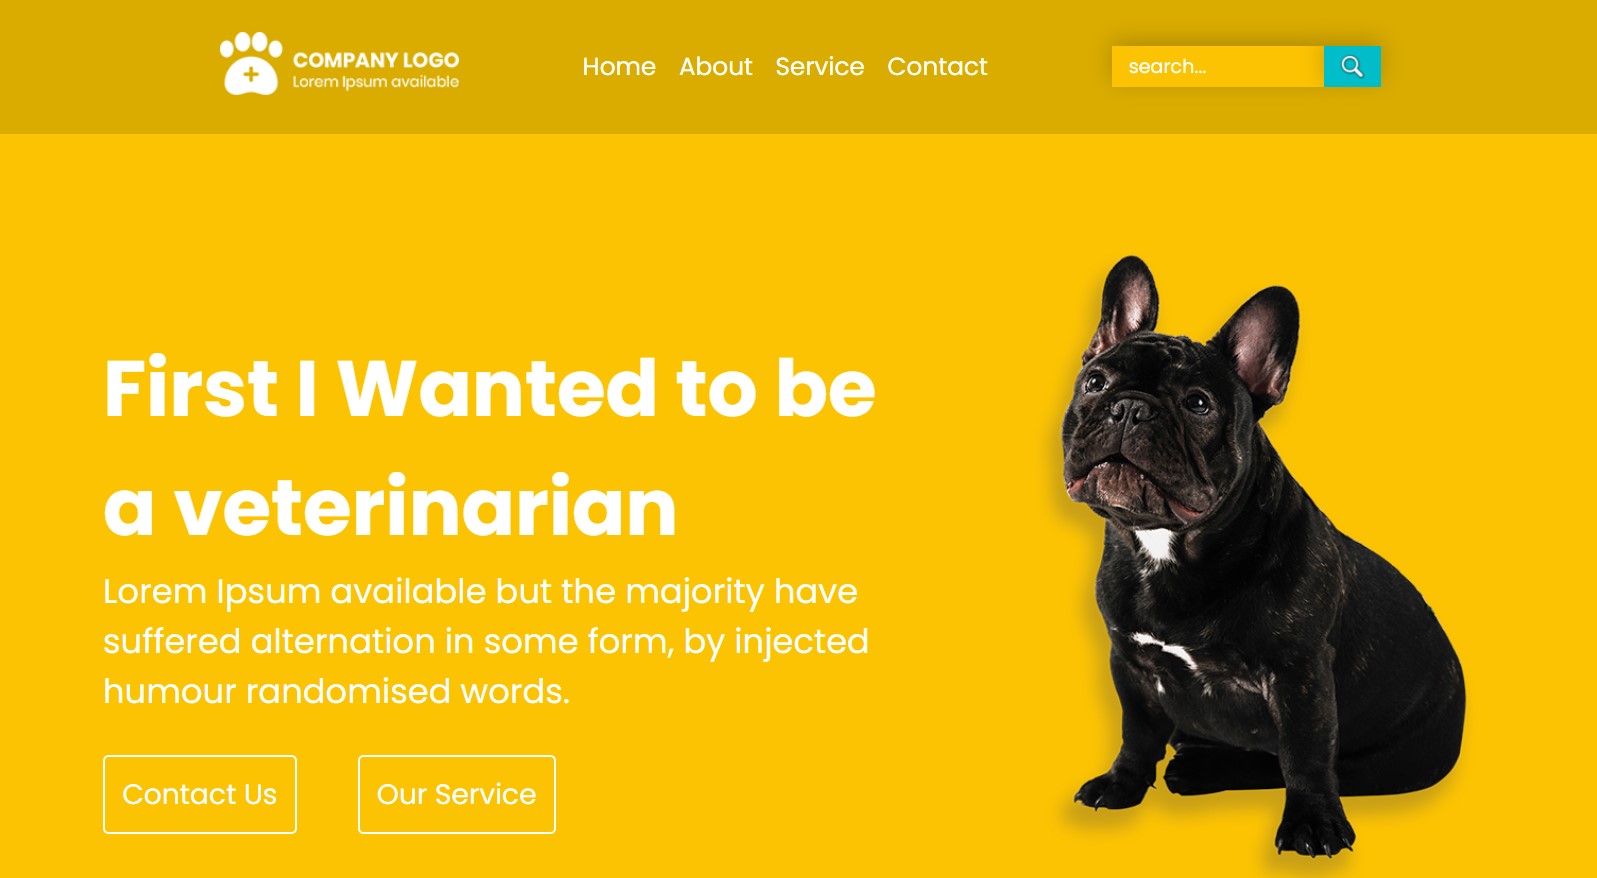 COMPANY LOGO
Lorem Ipsum available
Home About Service Contact
search...
First I Wanted to be
a veterinarian
Lorem Ipsum available but the majority have
suffered alternation in some form, by injected
humour randomised words.
Contact Us
Our Service